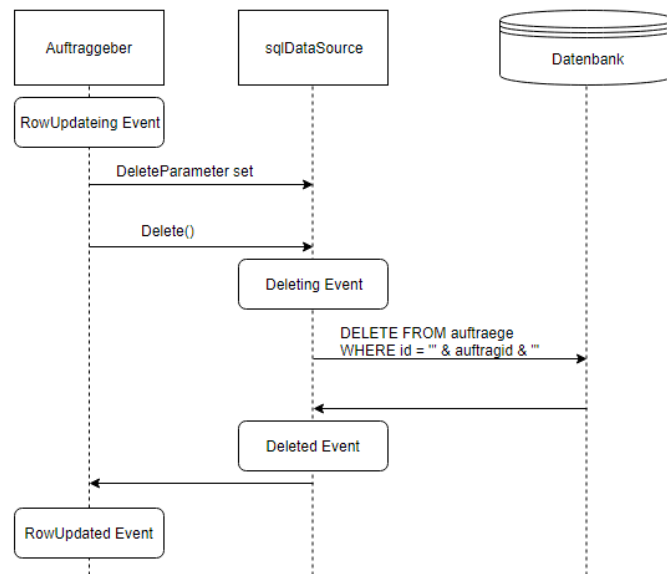 Auftraggeber
sqlDataSource
Datenbank
RowUpdateing Event
DeleteParameter set
Delete()
Deleting Event
DELETE FROM auftraege
WHERE id = '" & auftragid & "'
Deleted Event
RowUpdated Event